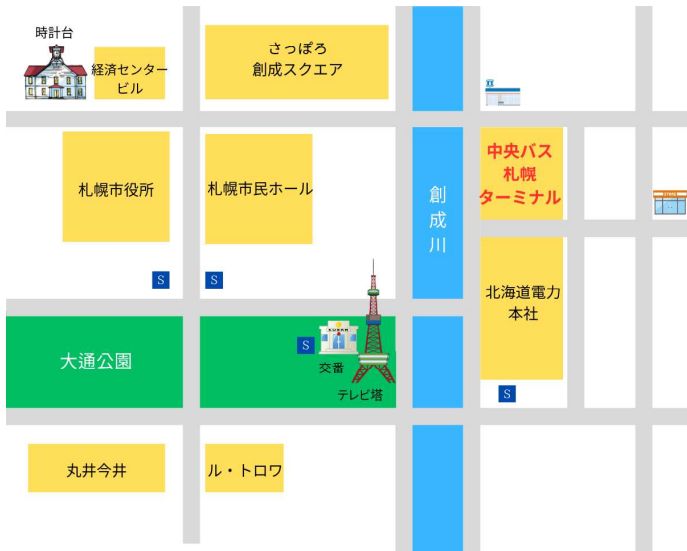 時計台
経済センター
ビル
さっぽろ
創成スクエア
札幌市役所
札幌市民ホール
創
成
川
中央バス
札幌
ターミナル
S
S
北海道電力
本社
大通公園
S
交番
テレビ塔
S
丸井今井
ル・トロワ